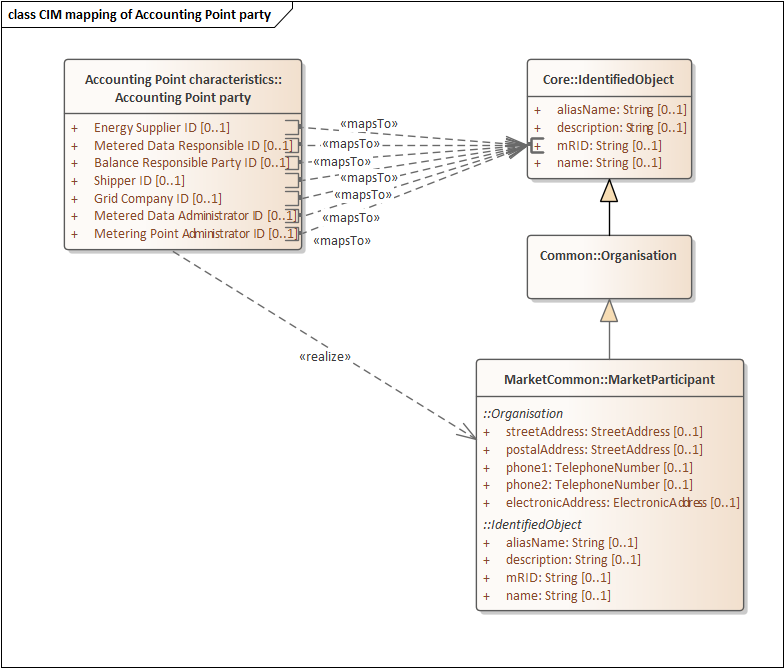 class CIM mapping of Accounting Point party
Accounting Point characteristics::
Accounting Point party
+ Energy Supplier ID [0..1]
+ Metered Data Responsible ID [0..1]
+ Balance Responsible Party ID [0..1]
+ Shipper ID [0..1]
+ Grid Company ID [0..1]
+ Metered Data Administrator ID [0..1]
+ Metering Point Administrator ID [0..1]
«mapsTo»
«mapsTo»
«mapsTo»
«mapsTo»
«mapsTo»
«mapsTo»
«mapsTo»
Core::IdentifiedObject
+ aliasName: String [0..1]
+ description: String [0..1]
+ mRID: String [0..1]
+ name: String [0..1]
Common::Organisation
«realize»
MarketCommon::MarketParticipant
::Organisation
+ streetAddress: StreetAddress [0..1]
+ postalAddress: StreetAddress [0..1]
+ phone1: TelephoneNumber [0..1]
+ phone2: TelephoneNumber [0..1]
+ electronicAddress: ElectronicAddress [0..1]
::IdentifiedObject
+ aliasName: String [0..1]
+ description: String [0..1]
+ mRID: String [0..1]
+ name: String [0..1]